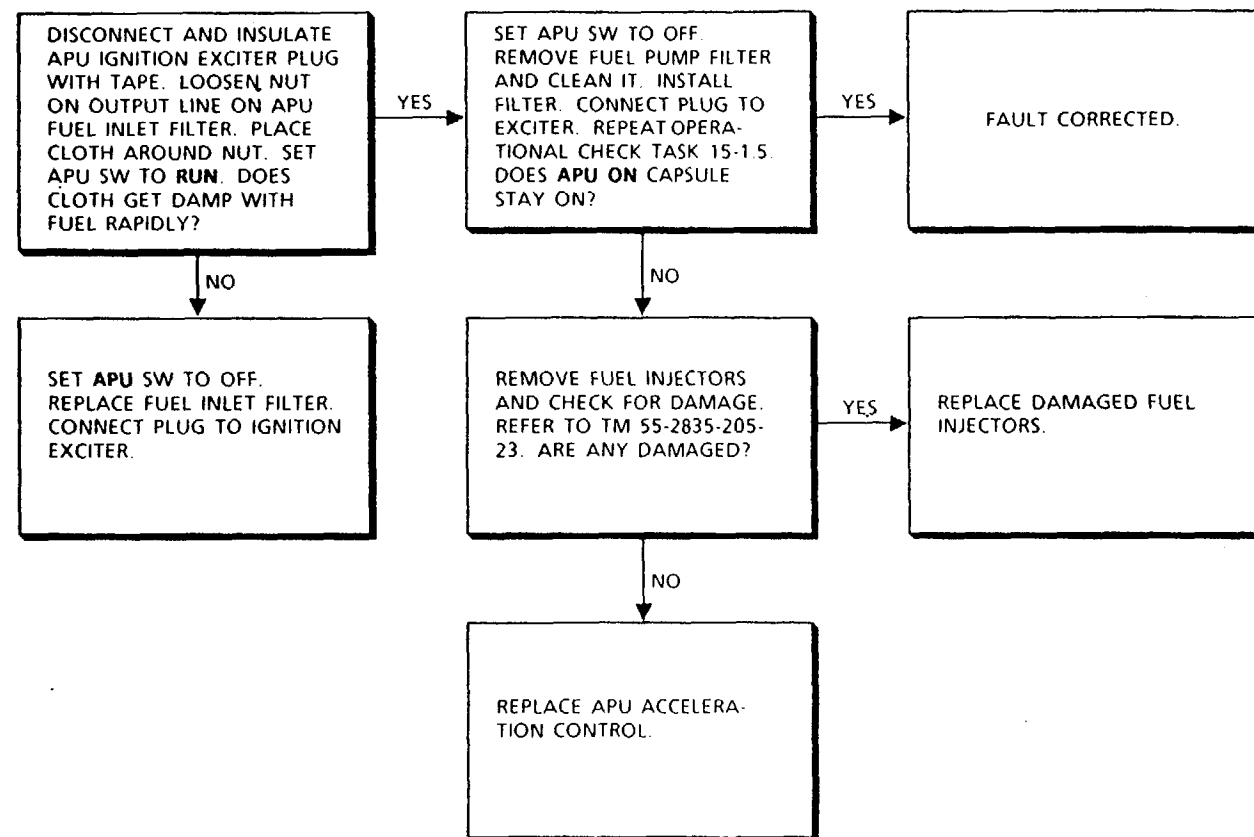 DISCONNECT AND INSULATE
APU IGNITION EXCITER PLUG
WITH TAPE. LOOSEN NUT
ON OUTPUT LINE ON APU
FUEL INLET FILTER. PLACE
CLOTH AROUND NUT. SET
APU SW TO RUN. DOES
CLOTH GET DAMP WITH
FUEL RAPIDLY?
YES
SET APU SW TO OFF.
REMOVE FUEL PUMP FILTER
AND CLEAN IT. INSTALL
FILTER. CONNECT PLUG TO
EXCITER. REPEAT OPERA-
TIONAL CHECK TASK 15-1.5.
DOES APU ON CAPSULE
STAY ON?
YES
FAULT CORRECTED.
NO
NO
SET APU SW TO OFF.
REPLACE FUEL INLET FILTER.
CONNECT PLUG TO IGNITION
EXCITER.
REMOVE FUEL INJECTORS
AND CHECK FOR DAMAGE.
REFER TO TM 55-2835-205-
23. ARE ANY DAMAGED?
YES
REPLACE DAMAGED FUEL
INJECTORS.
NO
REPLACE APU ACCELERA-
TION CONTROL.